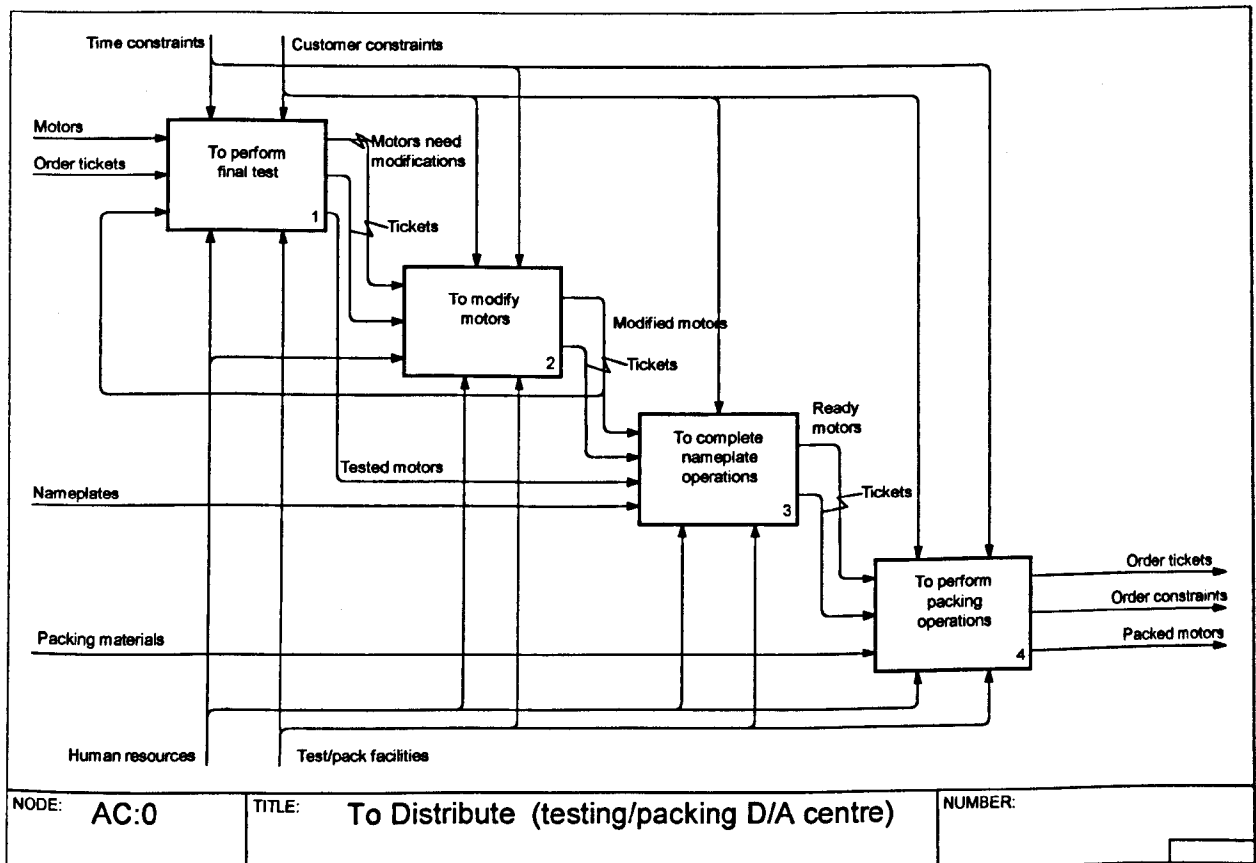 Time constraints
Customer constraints
Motors
Order tickets
To perform
final test
1
Motors need
modifications
Tickets
To modify
motors
2
Modified motors
Tickets
To complete
nameplate
operations
3
Ready
motors
Tickets
Tested motors
Nameplates
To perform
packing
operations
4
Order tickets
Order constraints
Packed motors
Packing materials
Human resources
Test/pack facilities
NODE: AC:0
TITLE: To Distribute (testing/packing D/A centre)
NUMBER: